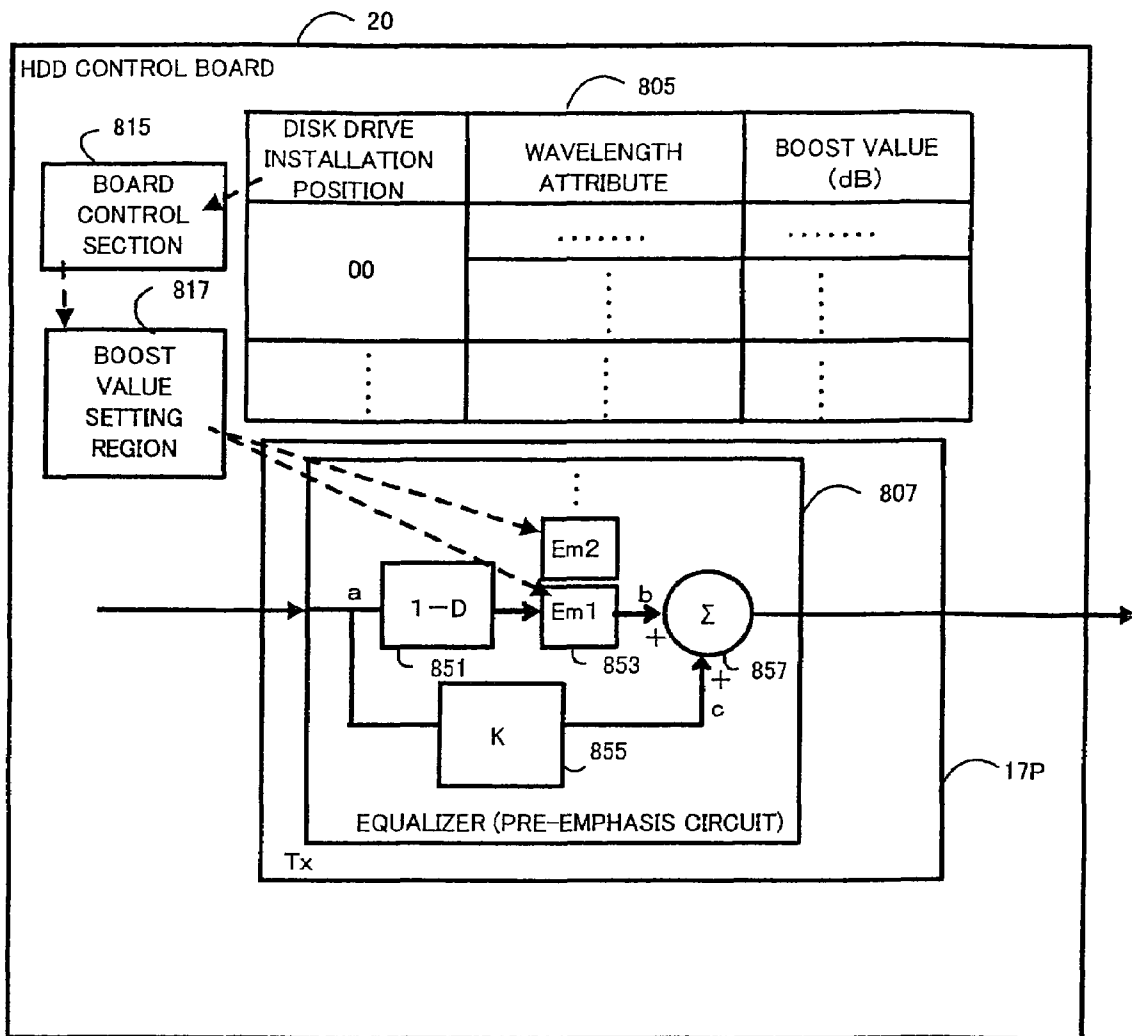 20
HDD CONTROL BOARD
805
815
DISK DRIVE
INSTALLATION
POSITION
WAVELENGTH
ATTRIBUTE
BOOST VALUE
(dB)
BOARD
CONTROL
SECTION
00
817
BOOST
VALUE
SETTING
REGION
807
Em2
a
1-D
Em1
b
Σ
+
851
853
857
+
c
K
855
17P
EQUALIZER (PRE-EMPHASIS CIRCUIT)
Tx